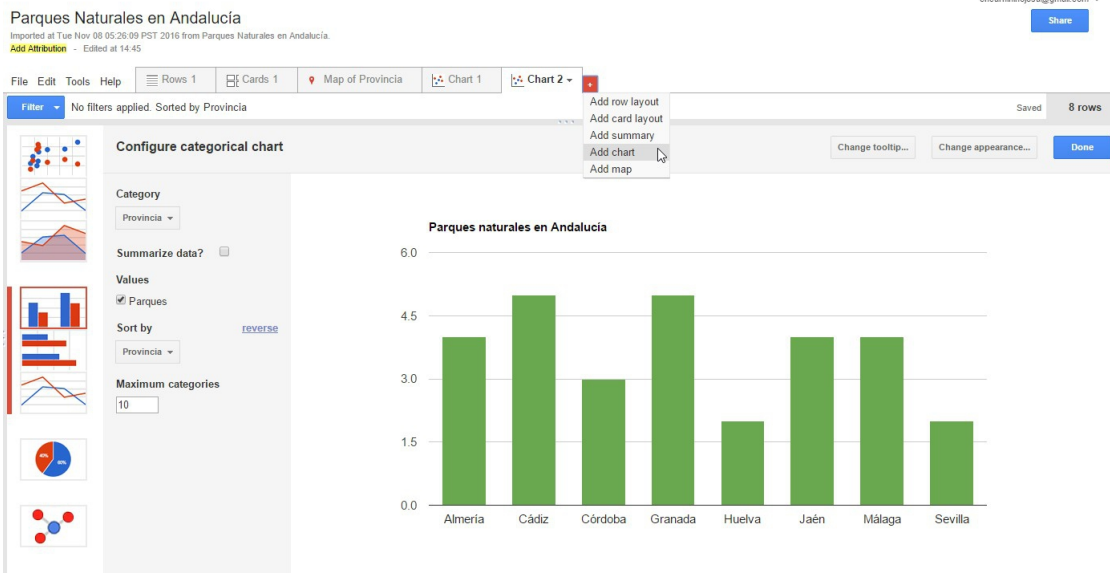 Parques Naturales en Andalucía
Imported at Tue Nov 08 05:26:09 PST 2016 from Parques Naturales en Andalucía.
Add Attribution - Edited at 14:45
Share
File Edit Tools Help Rows 1 Cards 1 Map of Provincia Chart 1 Chart 2 +
Filter No filters applied. Sorted by Provincia Saved 8 rows
Add row layout
Add card layout
Add summary
Add chart
Add map
Configure categorical chart
Change tooltip... Change appearance... Done
Category
Provincia
Summarize data?
Values
Parques
Sort by reverse
Provincia
Maximum categories
10
Parques naturales en Andalucía
6.0
4.5
3.0
1.5
0.0
Almería Cádiz Córdoba Granada Huelva Jaén Málaga Sevilla